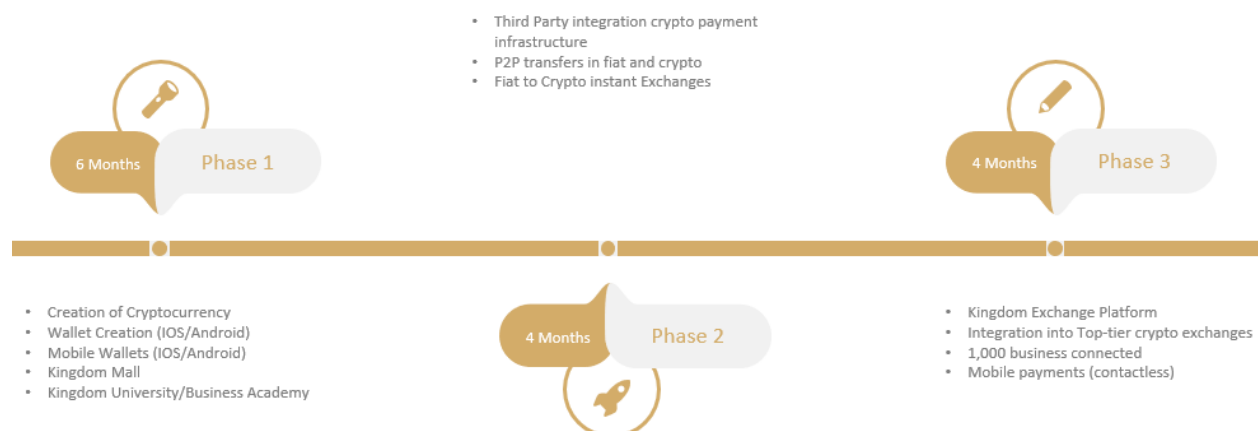 • Third Party integration crypto payment
infrastructure
• P2P transfers in fiat and crypto
• Fiat to Crypto instant Exchanges
6 Months
Phase 1
4 Months
Phase 3
• Creation of Cryptocurrency
• Wallet Creation (IOS/Android)
• Mobile Wallets (IOS/Android)
• Kingdom Mall
• Kingdom University/Business Academy
4 Months
Phase 2
• Kingdom Exchange Platform
• Integration into Top-tier crypto exchanges
• 1,000 business connected
• Mobile payments (contactless)